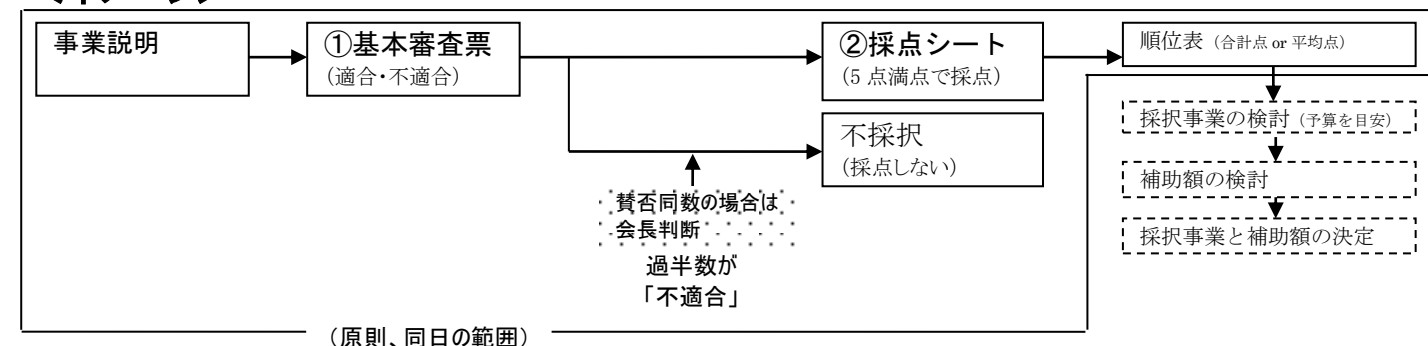 事業説明
①基本審査票
(適合・不適合)
②採点シート
(5 点満点で採点)
順位表 (合計点 or 平均点)
採択事業の検討 (予算を目安)
不採択
(採点しない)
補助額の検討
賛否同数の場合は
会長判断
採択事業と補助額の決定
過半数が
「不適合」
(原則、同日の範囲)